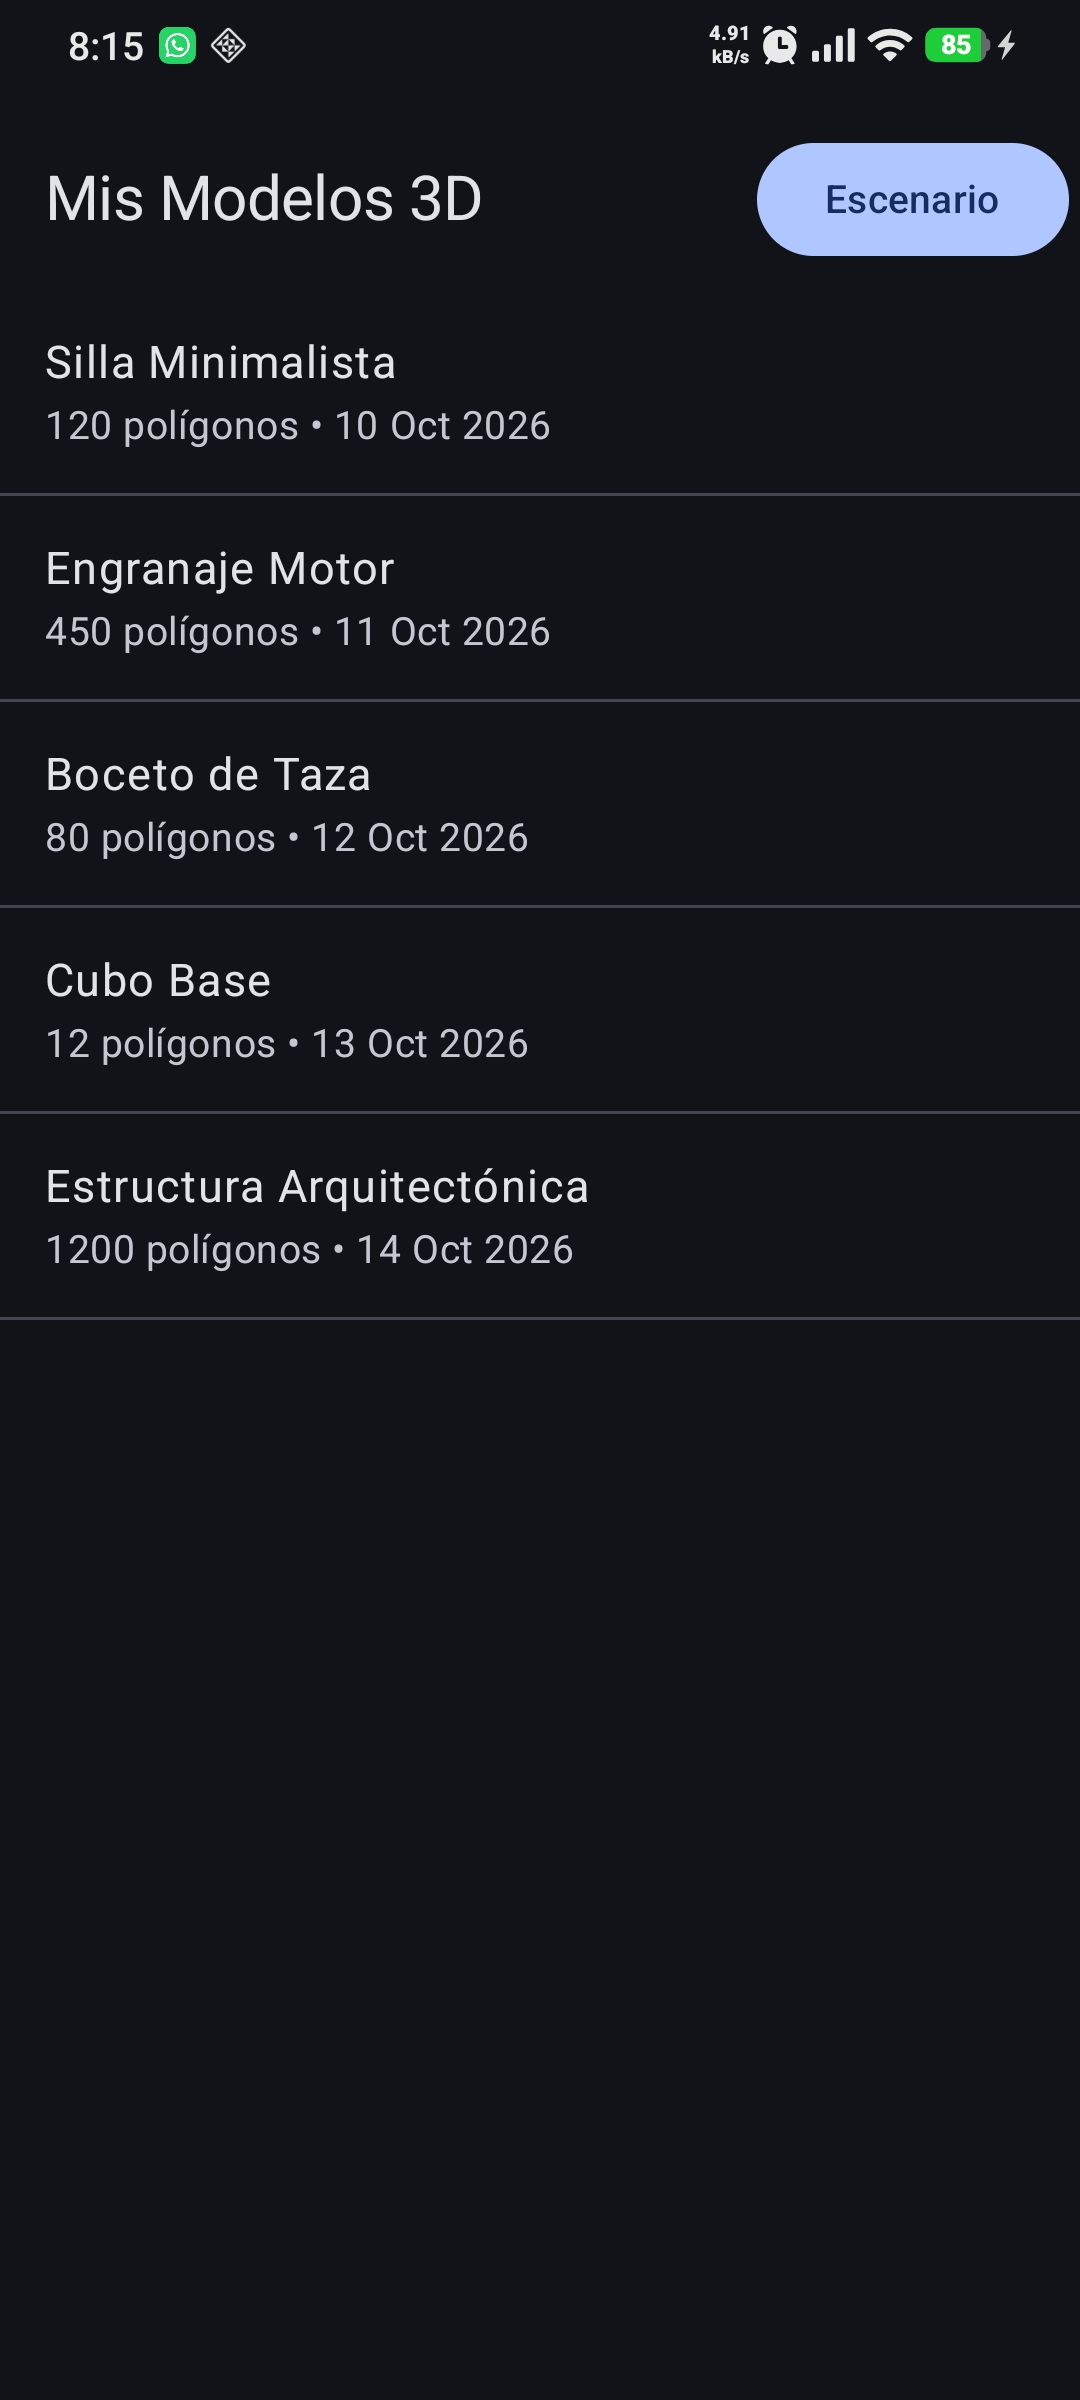 8:15
4.91
kB/s
85
Mis Modelos 3D
Escenario
Silla Minimalista
120 polígonos • 10 Oct 2026
Engranaje Motor
450 polígonos • 11 Oct 2026
Boceto de Taza
80 polígonos • 12 Oct 2026
Cubo Base
12 polígonos • 13 Oct 2026
Estructura Arquitectónica
1200 polígonos • 14 Oct 2026